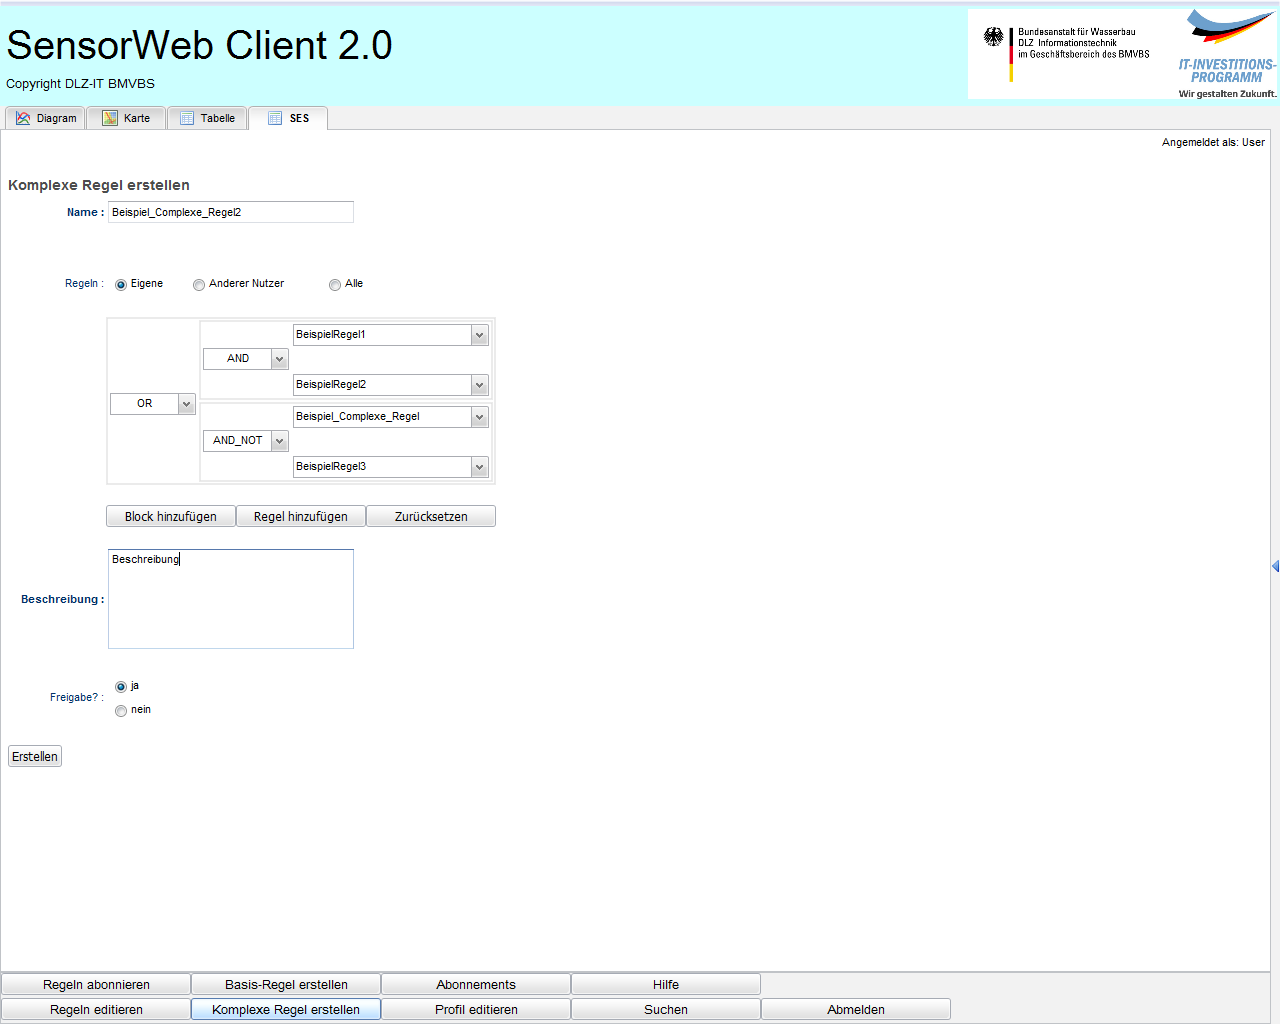 SensorWeb Client 2.0
Copyright DLZ-IT BMVBS
Bundesanstalt für Wasserbau
DLZ Informationstechnik
im Geschäftsbereich des BMVBS
IT-INVESTITIONS-
PROGRAMM
Wir gestalten Zukunft.
Diagram Karte Tabelle SES
Angemeldet als: User
Komplexe Regel erstellen
Name : Beispiel_Complexe_Regel2
Regeln : Eigene Anderer Nutzer Alle
BeispielRegel1
AND
BeispielRegel2
OR
Beispiel_Complexe_Regel
AND_NOT
BeispielRegel3
Block hinzufügen Regel hinzufügen Zurücksetzen
Beschreibung
Beschreibung :
ja
Freigabe? :
nein
Erstellen
Regeln abonnieren Basis-Regel erstellen Abonnements Hilfe
Regeln editieren Komplexe Regel erstellen Profil editieren Suchen Abmelden